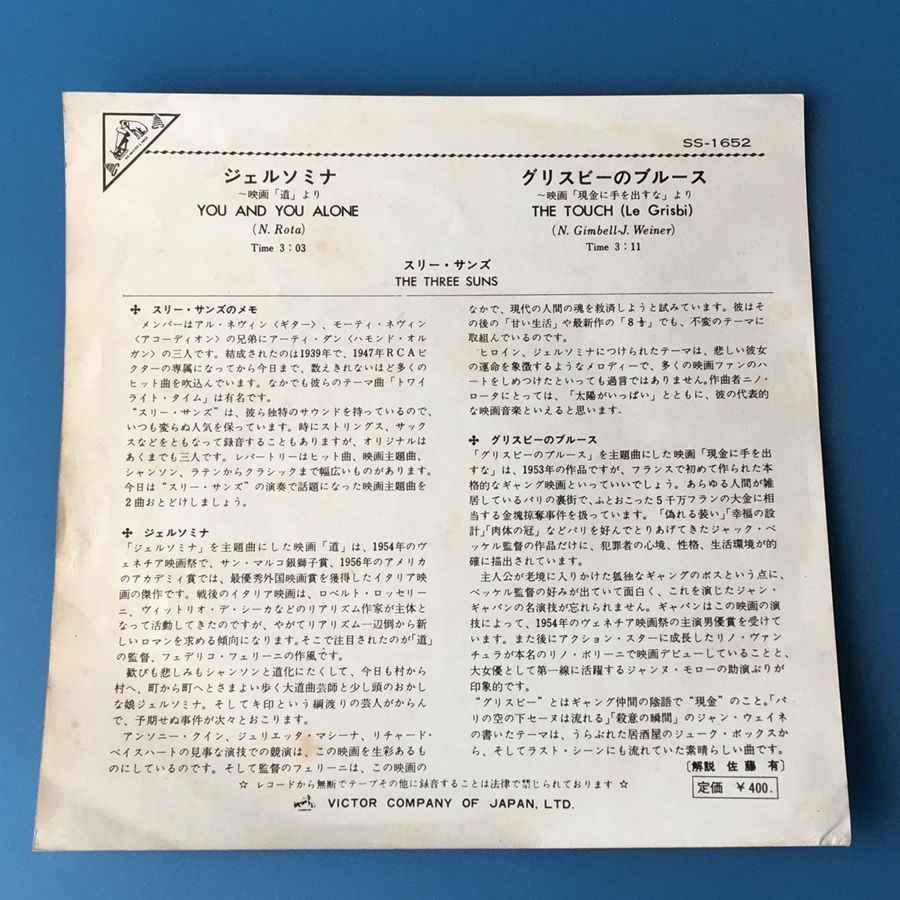 SS-1652
ジェルソミナ
～映画「道」より
YOU AND YOU ALONE
(N. Rota)
Time 3：03
グリスビーのブルース
～映画「現金に手を出すな」より
THE TOUCH (Le Grisbi)
(N. Gimbell-J. Weiner)
Time 3：11
スリー・サンズ
THE THREE SUNS
✤ スリー・サンズのメモ
メンバーはアル・ネヴィン〈ギター〉、モーティ・ネヴィン
〈アコーディオン〉の兄弟にアーティ・ダン〈ハモンド・オル
ガン〉の三人です。結成されたのは1939年で、1947年ＲＣＡビ
クターの専属になってから今日まで、数えきれないほど多くの
ヒット曲を吹込んでいます。なかでも彼らのテーマ曲「トワイ
ライト・タイム」は有名です。
“スリー・サンズ”は、彼ら独特のサウンドを持っているので、
いつも変らぬ人気を保っています。時にストリングス、サック
スなどをともなって録音することもありますが、オリジナルは
あくまでも三人です。レパートリーはヒット曲、映画主題曲、
シャンソン、ラテンからクラシックまで幅広いものがあります。
今日は“スリー・サンズ”の演奏で話題になった映画主題曲を
２曲おとどけしましょう。
✤ ジェルソミナ
「ジェルソミナ」を主題曲にした映画「道」は、1954年のヴ
ェネチア映画祭で、サン・マルコ銀獅子賞、1956年のアメリカ
のアカデミィ賞では、最優秀外国映画賞を獲得したイタリア映
画の傑作です。戦後のイタリア映画は、ロベルト・ロッセリー
ニ、ヴィットリオ・デ・シーカなどのリアリズム作家が主体と
なって活動してきたのですが、やがてリアリズム一辺倒から新
しいロマンを求める傾向になります。そこで注目されたのが「道」
の監督、フェデリコ・フェリーニの作風です。
歓びも悲しみもシャンソンと道化にたくして、今日も村から
村へ、町から町へとさまよい歩く大道曲芸師と少し頭のおかし
な娘ジェルソミナ。そしてキ印という綱渡りの芸人がからん
で、予期せぬ事件が次々とおこります。
アンソニー・クイン、ジュリエッタ・マシーナ、リチャード・
ベイスハートの見事な演技での競演は、この映画を生彩あるも
のにしているのです。そして監督のフェリーニは、この映画の
なかで、現代の人間の魂を救済しようと試みています。彼はそ
の後の「甘い生活」や最新作の「８½」でも、不変のテーマに
取組んでいるのです。
ヒロイン、ジェルソミナにつけられたテーマは、悲しい彼女
の運命を象徴するようなメロディーで、多くの映画ファンのハ
ートをしめつけたといっても過言ではありません。作曲者ニノ・
ロータにとっては、「太陽がいっぱい」とともに、彼の代表的
な映画音楽といえると思います。
✤ グリスビーのブルース
「グリスビーのブルース」を主題曲にした映画「現金に手を出
すな」は、1953年の作品ですが、フランスで初めて作られた本
格的なギャング映画といっていいでしょう。あらゆる人間が雑
居しているパリの裏街で、ふとおこった５千万フランの大金に相
当する金塊掠奪事件を扱っています。「偽れる装い」「幸福の設
計」「肉体の冠」などパリを好んでとりあげてきたジャック・ベ
ッケル監督の作品だけに、犯罪者の心境、性格、生活環境が的
確に描出されています。
主人公が老境に入りかけた孤独なギャングのボスという点に、
ベッケル監督の好みが出ていて面白く、これを演じたジャン・
ギャバンの名演技が忘れられません。ギャバンはこの映画の演
技によって、1954年のヴェネチア映画祭の主演男優賞を受けて
います。また後にアクション・スターに成長したリノ・ヴァン
チュラが本名のリノ・ボリーニで映画デビューしていることと、
大女優として第一線に活躍するジャンヌ・モローの助演ぶりが
印象的です。
“グリスビー”とはギャング仲間の陰語で“現金”のこと。「パ
リの空の下セーヌは流れる」「殺意の瞬間」のジャン・ウェイネ
の書いたテーマは、うらぶれた居酒屋のジューク・ボックスか
ら、そしてラスト・シーンにも流れていた素晴らしい曲です。
〔解説 佐藤 有〕
☆ レコードから無断でテープその他に録音することは法律で禁じられております ☆
定価 ￥400.
VICTOR COMPANY OF JAPAN, LTD.